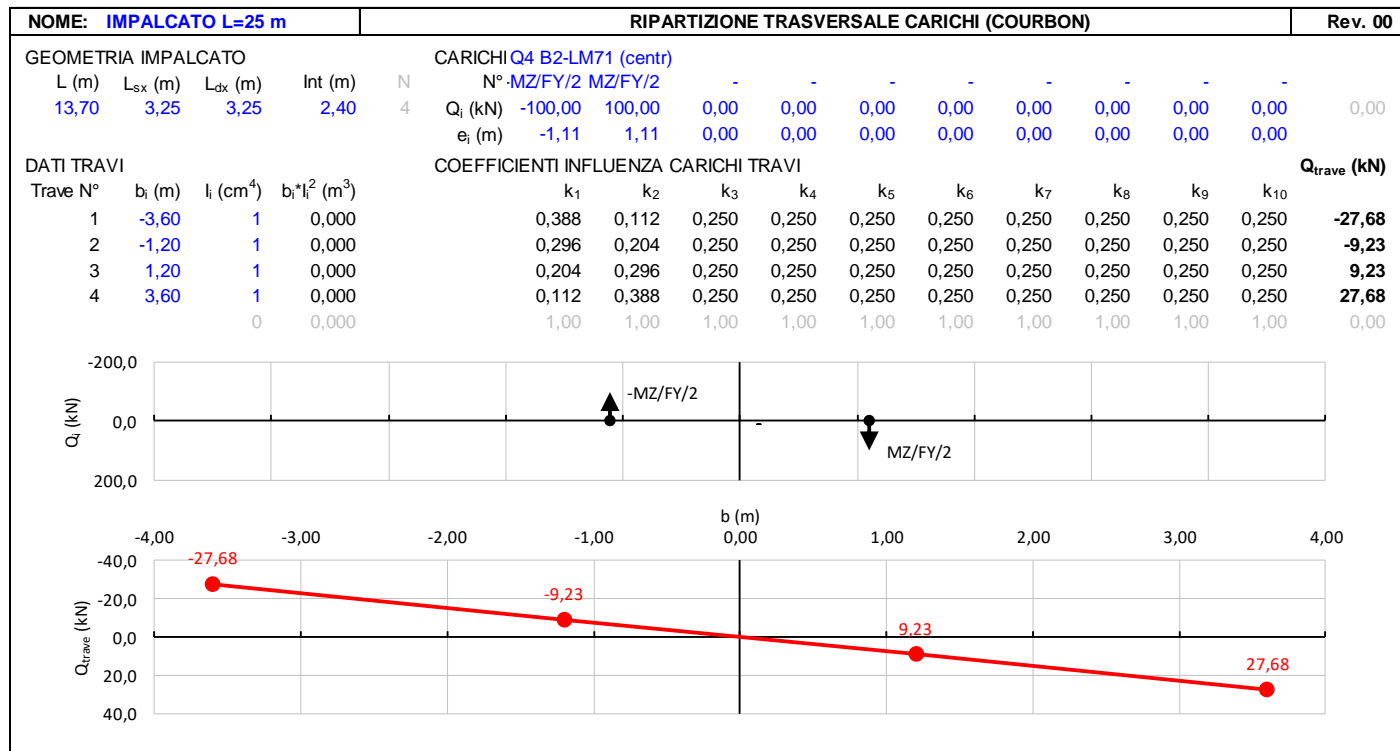 NOME: IMPALCATO L=25 m RIPARTIZIONE TRASVERSALE CARICHI (COURBON) Rev. 00
GEOMETRIA IMPALCATO CARICHI Q4 B2-LM71 (centr)
L (m) Lsx (m) Ldx (m) Int (m) N N° -MZ/FY/2 MZ/FY/2 - - - - - - - -
13,70 3,25 3,25 2,40 4 Qi (kN) -100,00 100,00 0,00 0,00 0,00 0,00 0,00 0,00 0,00 0,00 0,00
ei (m) -1,11 1,11 0,00 0,00 0,00 0,00 0,00 0,00 0,00 0,00
DATI TRAVI COEFFICIENTI INFLUENZA CARICHI TRAVI Qtrave (kN)
Trave N° bi (m) Ii (cm4) bi*Ii2 (m3) k1 k2 k3 k4 k5 k6 k7 k8 k9 k10
1 -3,60 1 0,000 0,388 0,112 0,250 0,250 0,250 0,250 0,250 0,250 0,250 0,250 -27,68
2 -1,20 1 0,000 0,296 0,204 0,250 0,250 0,250 0,250 0,250 0,250 0,250 0,250 -9,23
3 1,20 1 0,000 0,204 0,296 0,250 0,250 0,250 0,250 0,250 0,250 0,250 0,250 9,23
4 3,60 1 0,000 0,112 0,388 0,250 0,250 0,250 0,250 0,250 0,250 0,250 0,250 27,68
0 0,000 1,00 1,00 1,00 1,00 1,00 1,00 1,00 1,00 1,00 1,00 0,00
-200,0
-MZ/FY/2
Qi (kN)
0,0
-
MZ/FY/2
200,0
b (m)
-4,00 -3,00 -2,00 -1,00 0,00 1,00 2,00 3,00 4,00
-40,0
-27,68
-20,0
-9,23
Qtrave (kN)
0,0
9,23
20,0
27,68
40,0